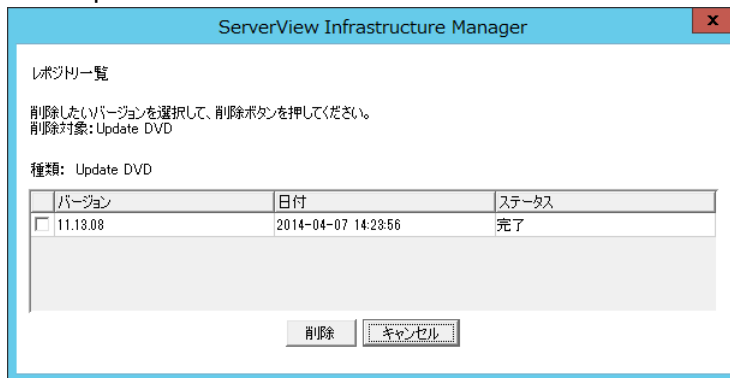 ServerView Infrastructure Manager
x
レポジトリ一覧
削除したいバージョンを選択して、削除ボタンを押してください。
削除対象:Update DVD
種類: Update DVD
バージョン 日付 ステータス
11.13.08 2014-04-07 14:23:56 完了
削除 キャンセル